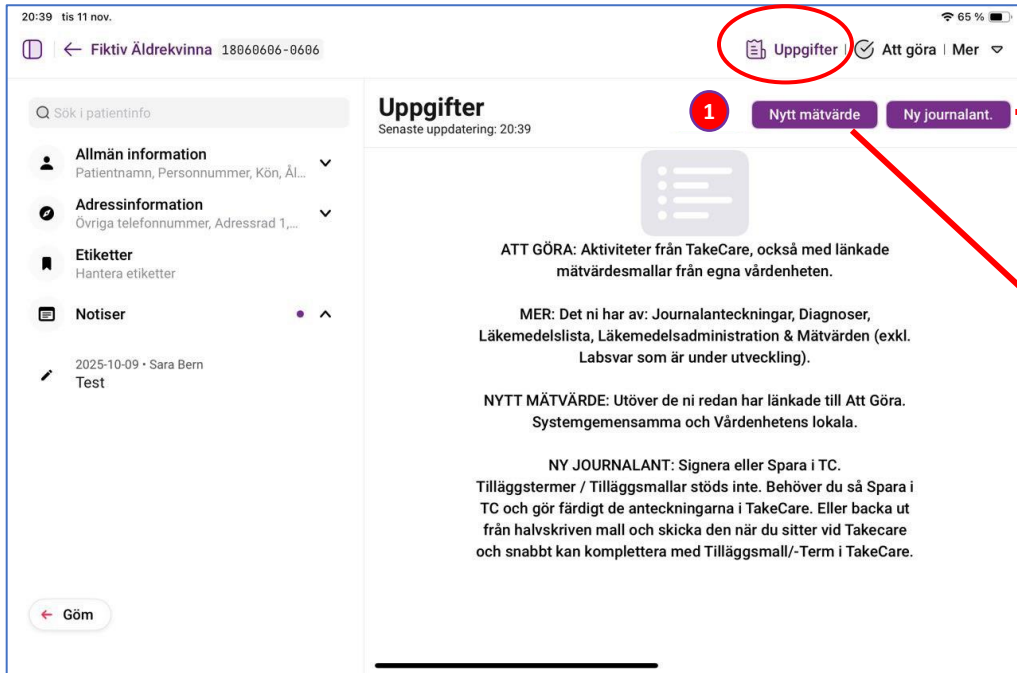 20:39 tis 11 nov.
65 %
Fiktiv Äldrekvinna 18060606-0606
Uppgifter
Att göra
Mer
Sök i patientinfo
Allmän information
Patientnamn, Personnummer, Kön, Ål...
Adressinformation
Övriga telefonnummer, Adressrad 1,...
Etiketter
Hantera etiketter
Notiser
2025-10-09 • Sara Bern
Test
Göm
Uppgifter
Senaste uppdatering: 20:39
1
Nytt mätvärde
Ny journalant.
ATT GÖRA: Aktiviteter från TakeCare, också med länkade
mätvärdesmallar från egna vårdenheten.
MER: Det ni har av: Journalanteckningar, Diagnoser,
Läkemedelslista, Läkemedelsadministration & Mätvärden (exkl.
Labsvar som är under utveckling).
NYTT MÄTVÄRDE: Utöver de ni redan har länkade till Att Göra.
Systemgemensamma och Vårdenhetens lokala.
NY JOURNALANT: Signera eller Spara i TC.
Tilläggstermer / Tilläggsmallar stöds inte. Behöver du så Spara i
TC och gör färdigt de anteckningarna i TakeCare. Eller backa ut
från halvskriven mall och skicka den när du sitter vid Takecare
och snabbt kan komplettera med Tilläggsmall/-Term i TakeCare.